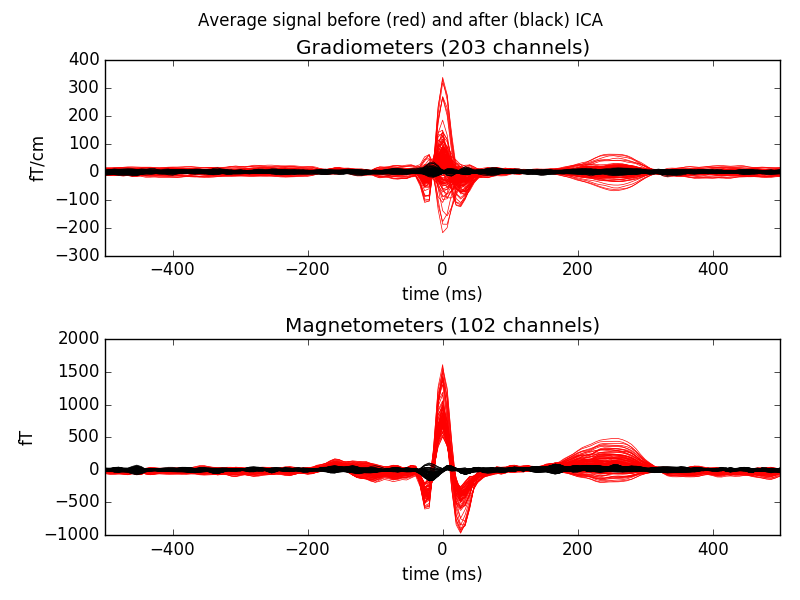 Average signal before (red) and after (black) ICA
Gradiometers (203 channels)
400
300
200
100
0
−100
−200
−300
fT/cm
−400 −200 0 200 400
time (ms)
Magnetometers (102 channels)
2000
1500
1000
500
0
−500
−1000
fT
−400 −200 0 200 400
time (ms)